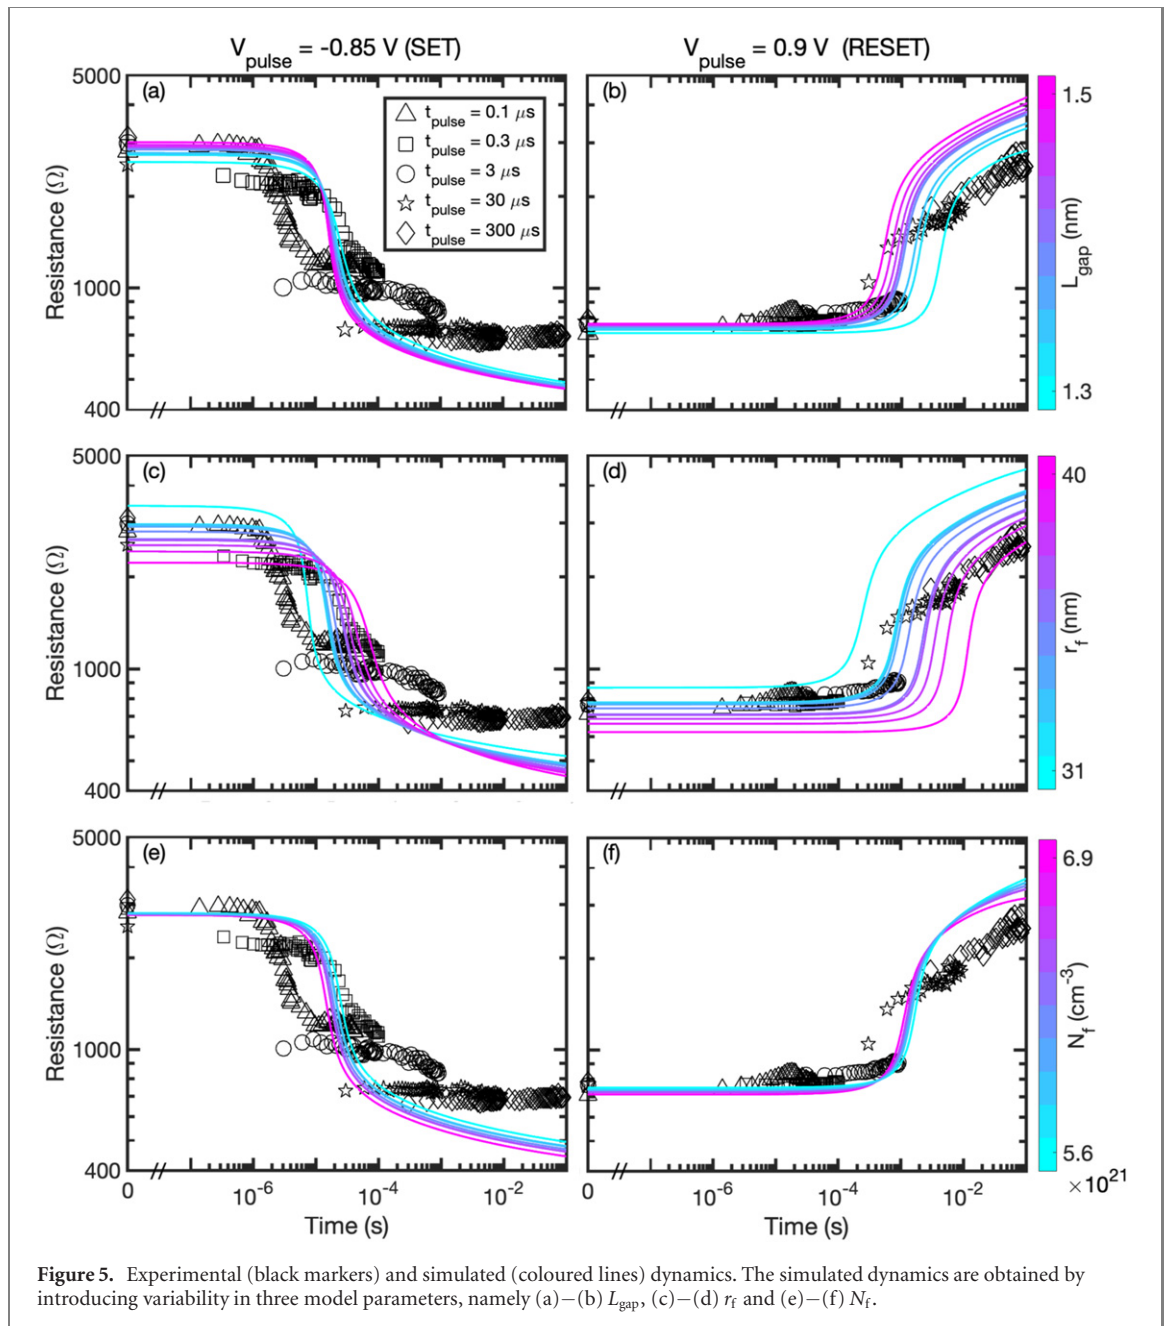 V_pulse = -0.85 V (SET)
V_pulse = 0.9 V (RESET)
(a)
(b)
t_pulse = 0.1 μs
t_pulse = 0.3 μs
t_pulse = 3 μs
t_pulse = 30 μs
t_pulse = 300 μs
5000
1000
400
Resistance (Ω)
1.5
L_gap (nm)
1.3
(c)
(d)
5000
1000
400
Resistance (Ω)
40
r_f (nm)
31
(e)
(f)
5000
1000
400
Resistance (Ω)
6.9
N_f (cm⁻³)
5.6
×10²¹
0 10⁻⁶ 10⁻⁴ 10⁻²
0 10⁻⁶ 10⁻⁴ 10⁻²
Time (s)
Time (s)
Figure 5. Experimental (black markers) and simulated (coloured lines) dynamics. The simulated dynamics are obtained by
introducing variability in three model parameters, namely (a)−(b) L_gap, (c)−(d) r_f and (e)−(f) N_f.